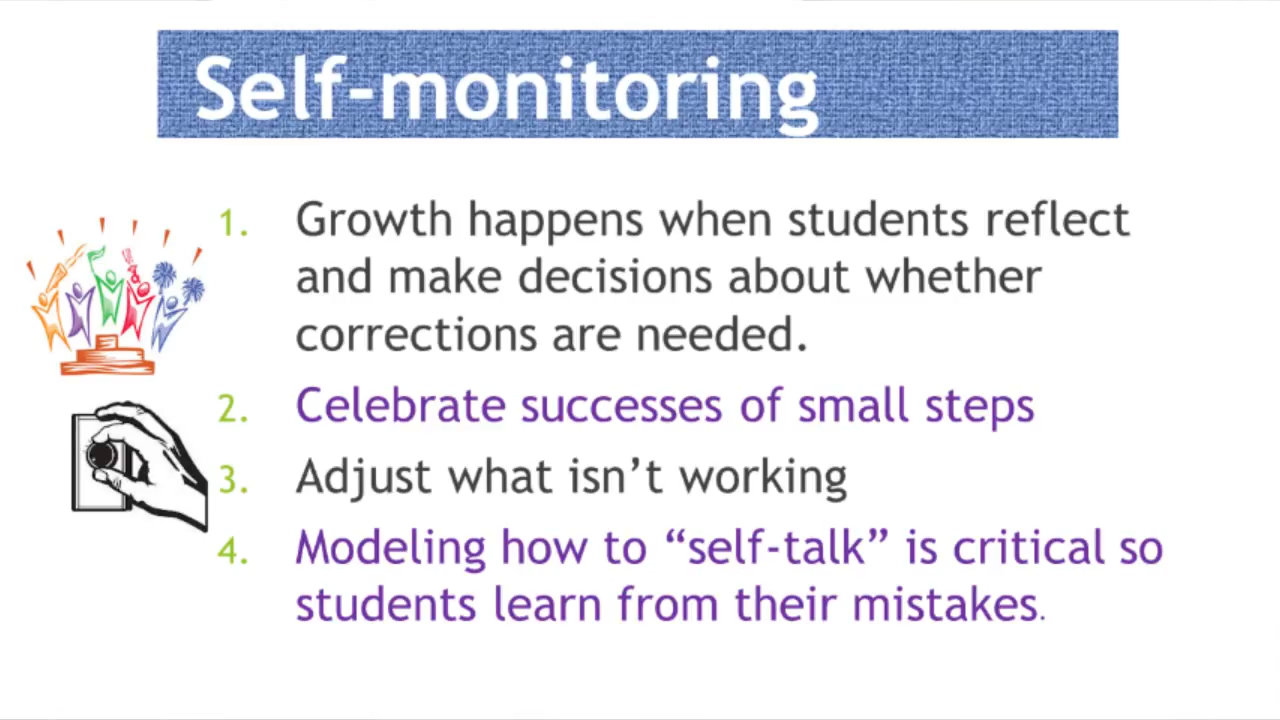 Self-monitoring
1. Growth happens when students reflect
and make decisions about whether
corrections are needed.
2. Celebrate successes of small steps
3. Adjust what isn’t working
4. Modeling how to “self-talk” is critical so
students learn from their mistakes.